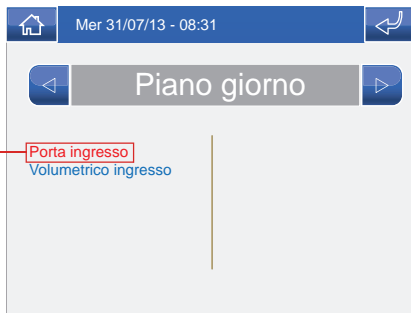 Mer 31/07/13 - 08:31
Piano giorno
Porta ingresso
Volumetrico ingresso